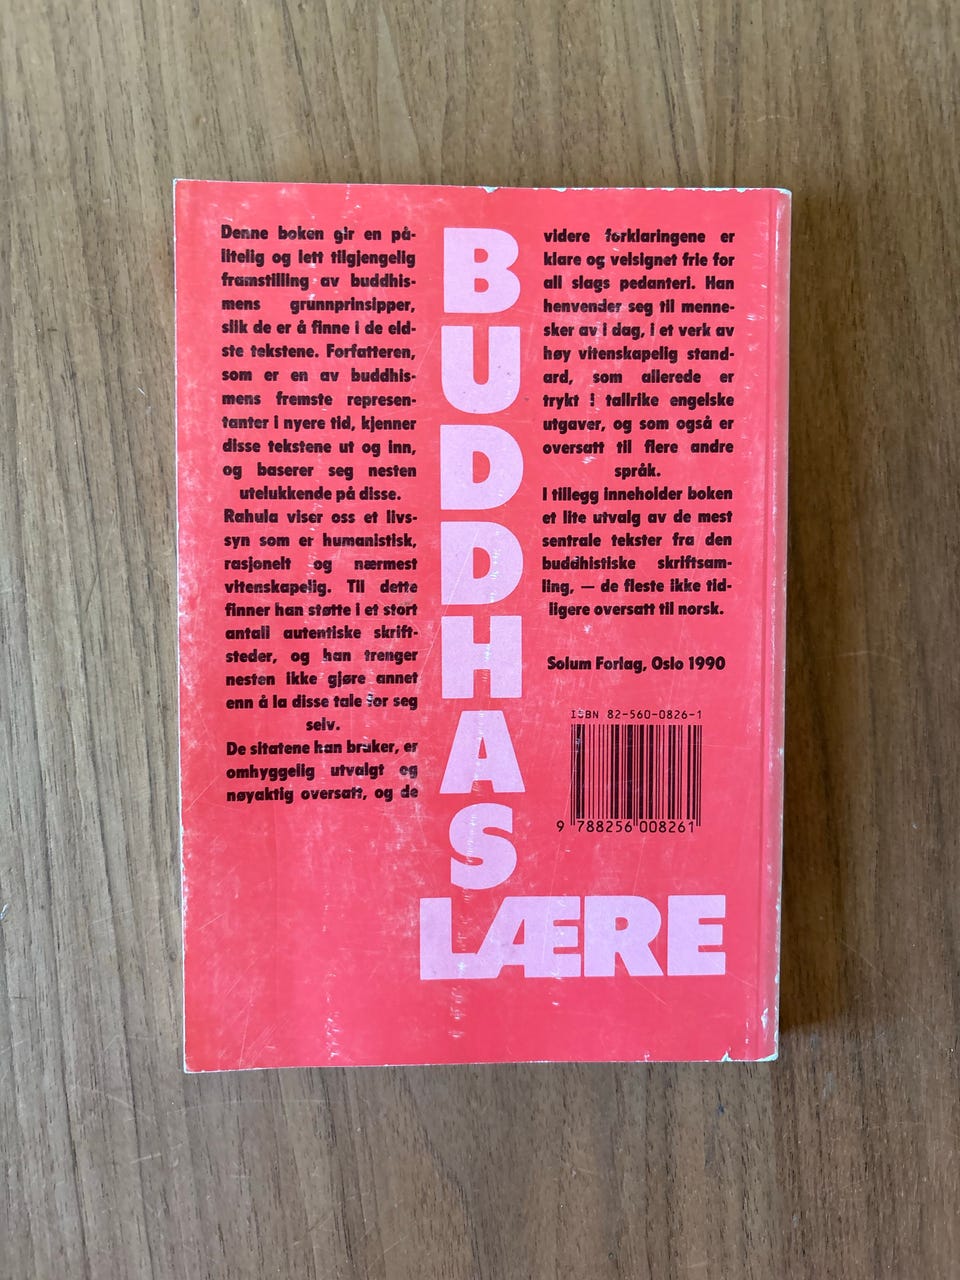 Denne boken gir en på-
litelig og lett tilgjengelig
framstilling av buddhis-
mens grunnprinsipper,
slik de er å finne i de eld-
ste tekstene. Forfatteren,
som er en av buddhis-
mens fremste represen-
tanter i nyere tid, kjenner
disse tekstene ut og inn,
og baserer seg nesten
utelukkende på disse.
Rahula viser oss et livs-
syn som er humanistisk,
rasjonelt og nærmest
vitenskapelig. Til dette
finner han støtte i et stort
antall autentiske skrift-
steder, og han trenger
nesten ikke gjøre annet
enn å la disse tale for seg
selv.
De sitatene han bruker, er
omhyggelig utvalgt og
nøyaktig oversatt, og de
videre forklaringene er
klare og velsignet frie for
all slags pedanteri. Han
henvender seg til menne-
sker av i dag, i et verk av
høy vitenskapelig stand-
ard, som allerede er
trykt i tallrike engelske
utgaver, og som også er
oversatt til flere andre
språk.
I tillegg inneholder boken
et lite utvalg av de mest
sentrale tekster fra den
buddhistiske skriftsam-
ling, — de fleste ikke tid-
ligere oversatt til norsk.
Solum Forlag, Oslo 1990
ISBN 82-560-0826-1
9 788256 008261
BUDDHAS
LÆRE